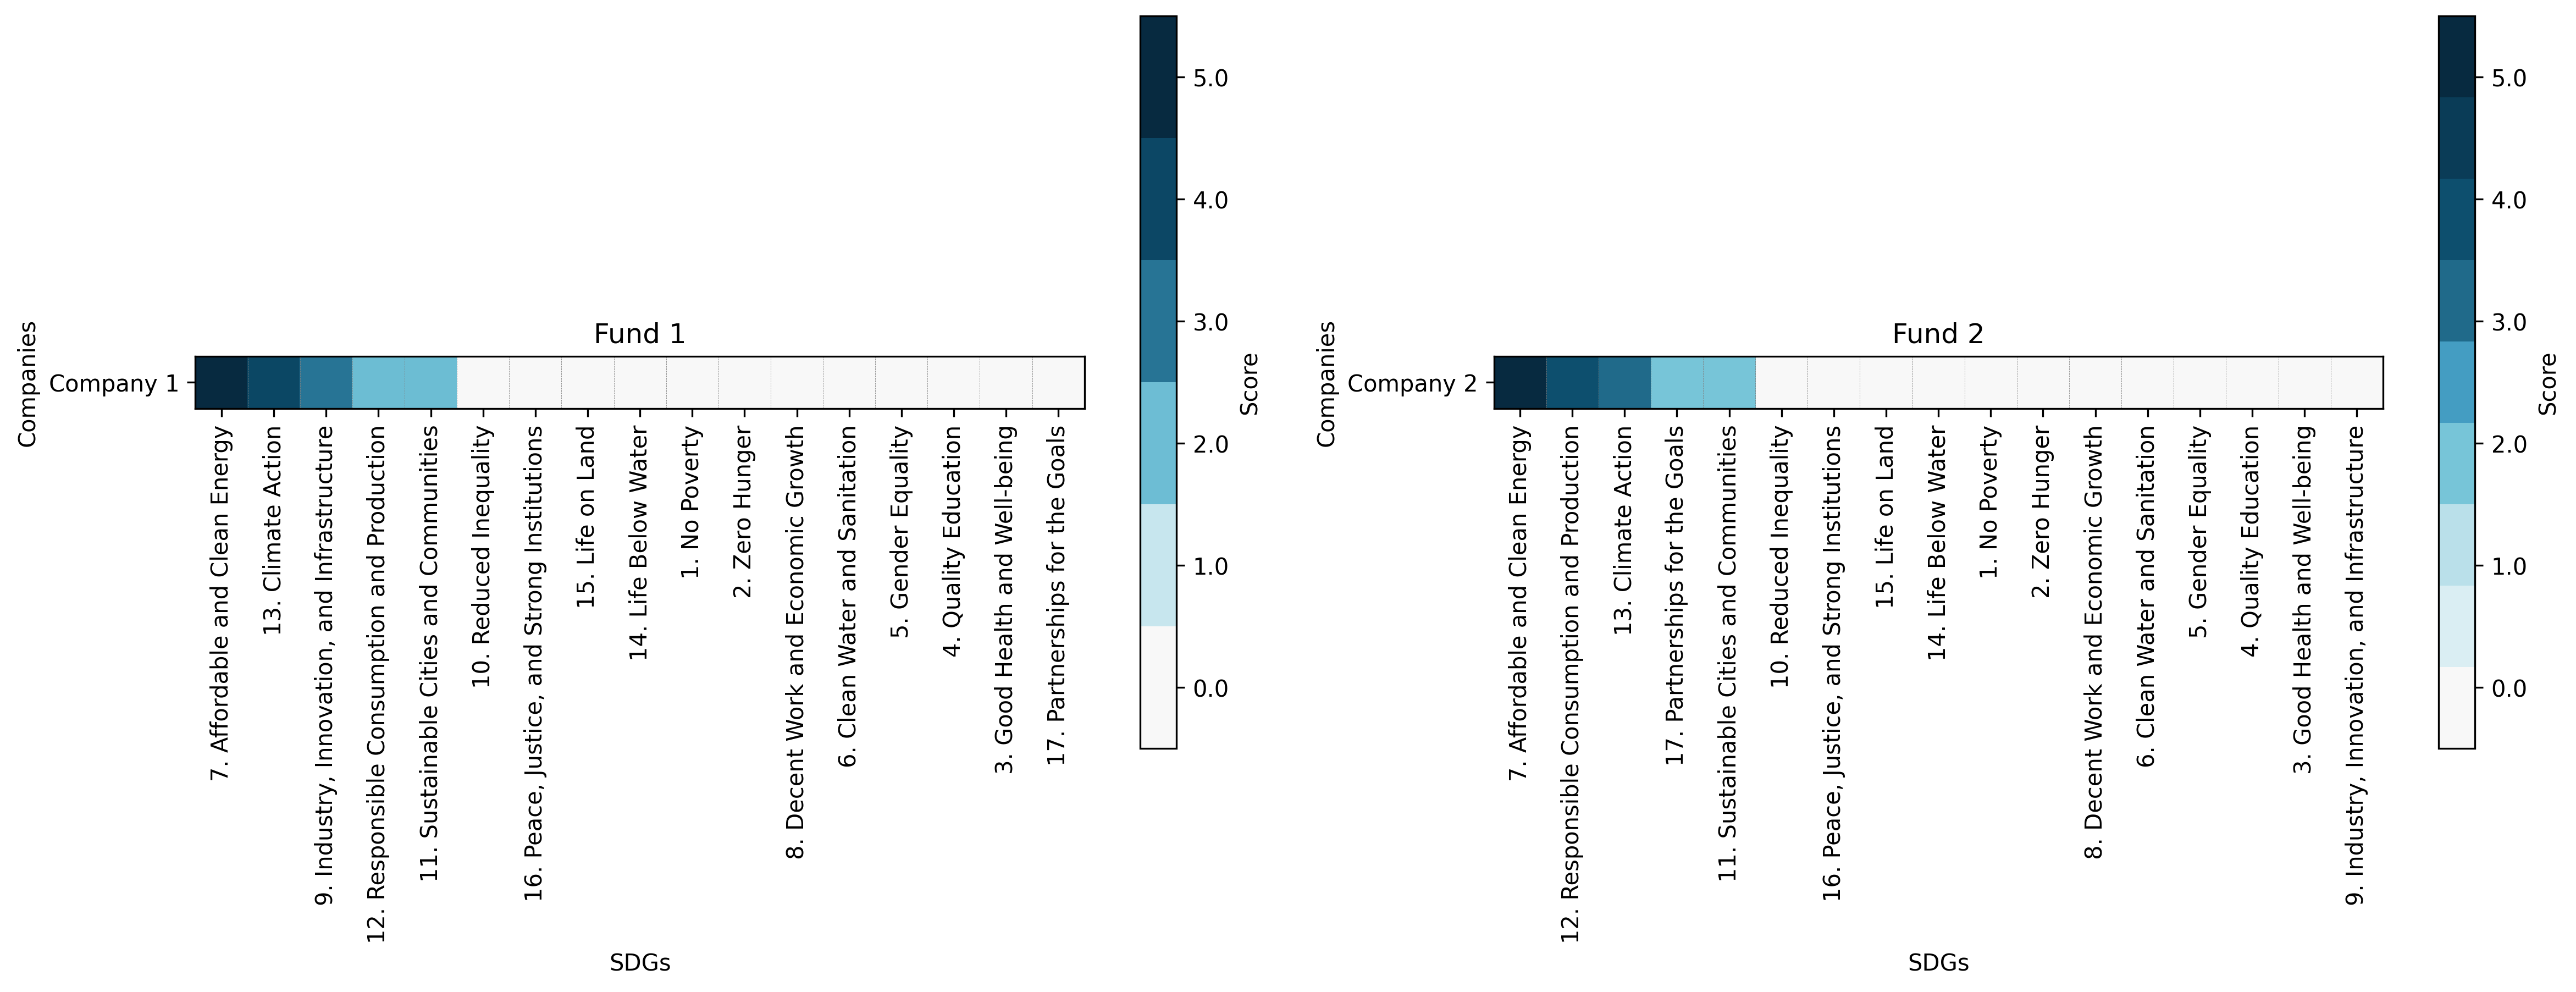 Fund 1
Companies
Company 1
7. Affordable and Clean Energy
13. Climate Action
9. Industry, Innovation, and Infrastructure
12. Responsible Consumption and Production
11. Sustainable Cities and Communities
10. Reduced Inequality
16. Peace, Justice, and Strong Institutions
15. Life on Land
14. Life Below Water
1. No Poverty
2. Zero Hunger
8. Decent Work and Economic Growth
6. Clean Water and Sanitation
5. Gender Equality
4. Quality Education
3. Good Health and Well-being
17. Partnerships for the Goals
SDGs
5.0
4.0
3.0
2.0
1.0
0.0
Score
Fund 2
Companies
Company 2
7. Affordable and Clean Energy
12. Responsible Consumption and Production
13. Climate Action
17. Partnerships for the Goals
11. Sustainable Cities and Communities
10. Reduced Inequality
16. Peace, Justice, and Strong Institutions
15. Life on Land
14. Life Below Water
1. No Poverty
2. Zero Hunger
8. Decent Work and Economic Growth
6. Clean Water and Sanitation
5. Gender Equality
4. Quality Education
3. Good Health and Well-being
9. Industry, Innovation, and Infrastructure
SDGs
5.0
4.0
3.0
2.0
1.0
0.0
Score